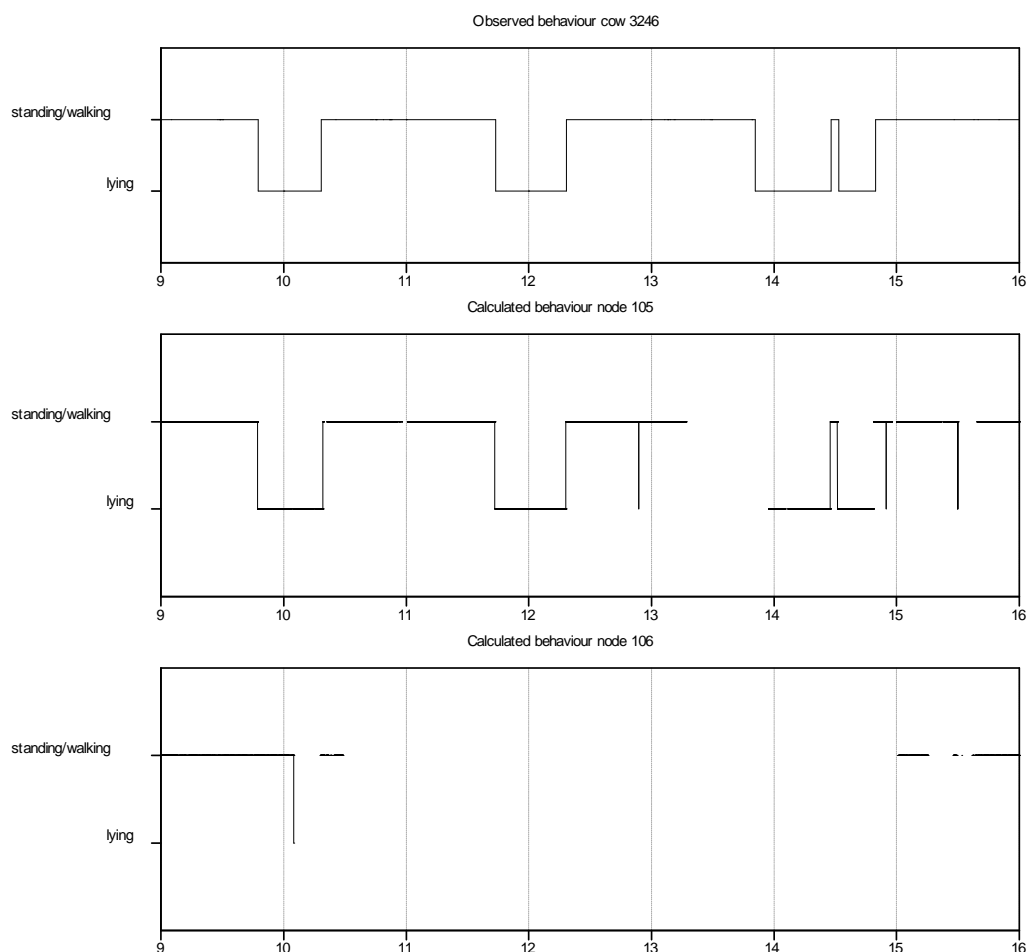 Observed behaviour cow 3246
standing/walking
lying
9 10 11 12 13 14 15 16
Calculated behaviour node 105
standing/walking
lying
9 10 11 12 13 14 15 16
Calculated behaviour node 106
standing/walking
lying
9 10 11 12 13 14 15 16